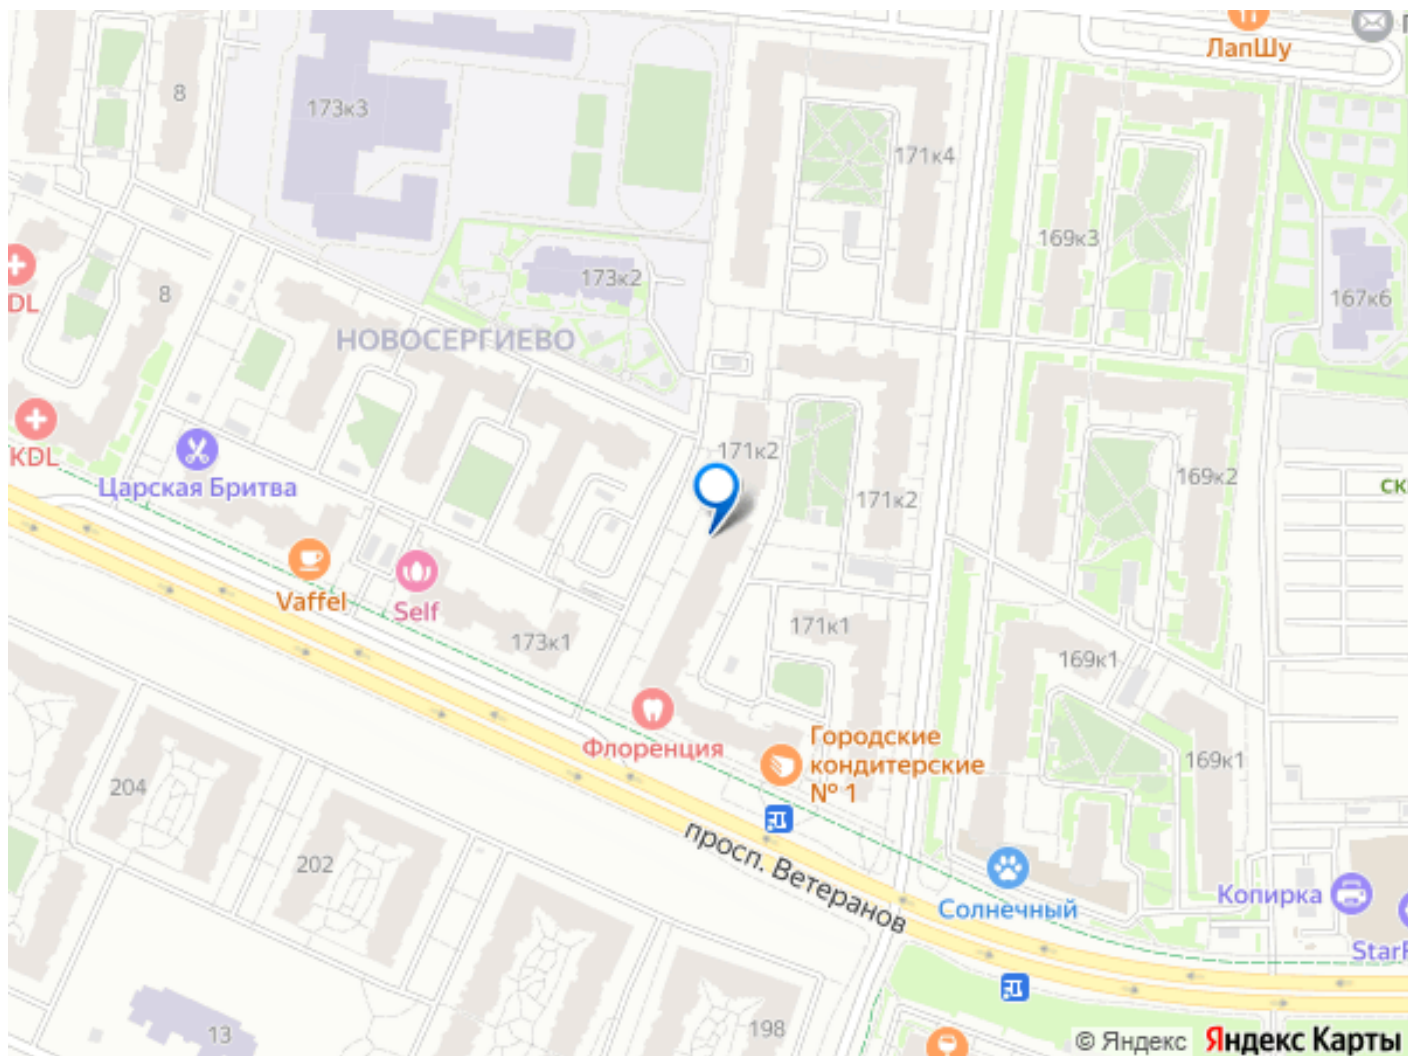 ЛапШу
8
173к3
171к4
169к3
173к2
8
167к6
DL
НОВОСЕРГИЕВО
171к2
KDL
Царская Бритва
171к2
169к2
Vaffel
Self
173к1
171к1
169к1
Флоренция
Городские
кондитерские
№ 1
169к1
204
просп. Ветеранов
202
Солнечный
Копирка
13
198
© Яндекс
Яндекс Карты